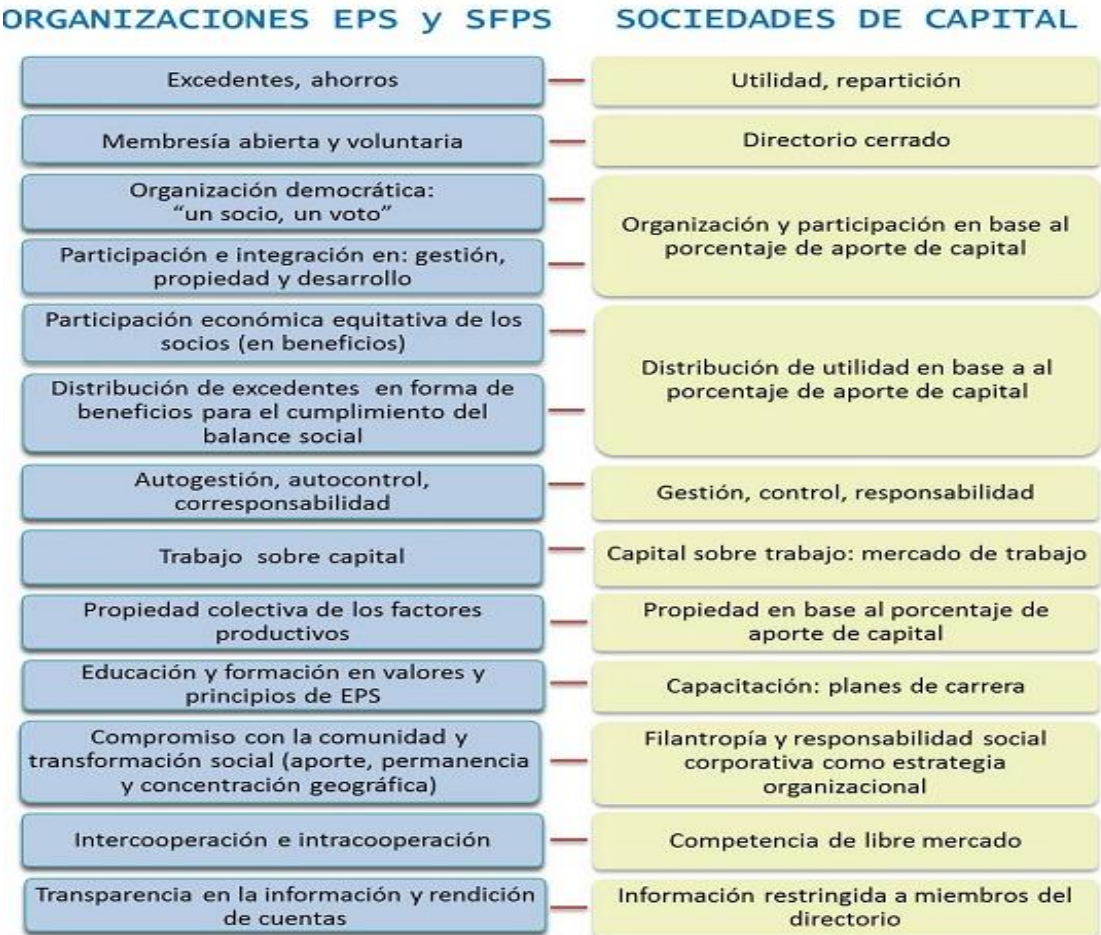 ORGANIZACIONES EPS y SFPS
SOCIEDADES DE CAPITAL
Excedentes, ahorros
Utilidad, repartición
Membresía abierta y voluntaria
Directorio cerrado
Organización democrática:
“un socio, un voto”
Participación e integración en: gestión,
propiedad y desarrollo
Organización y participación en base al
porcentaje de aporte de capital
Participación económica equitativa de los
socios (en beneficios)
Distribución de excedentes en forma de
beneficios para el cumplimiento del
balance social
Distribución de utilidad en base a al
porcentaje de aporte de capital
Autogestión, autocontrol,
corresponsabilidad
Gestión, control, responsabilidad
Trabajo sobre capital
Capital sobre trabajo: mercado de trabajo
Propiedad colectiva de los factores
productivos
Propiedad en base al porcentaje de
aporte de capital
Educación y formación en valores y
principios de EPS
Capacitación: planes de carrera
Compromiso con la comunidad y
transformación social (aporte, permanencia
y concentración geográfica)
Filantropía y responsabilidad social
corporativa como estrategia
organizacional
Intercooperación e intracooperación
Competencia de libre mercado
Transparencia en la información y rendición
de cuentas
Información restringida a miembros del
directorio